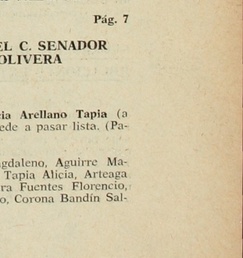 Pág. 7
EL C. SENADOR
OLIVERA
cia Arellano Tapia (a
ede a pasar lista. (Pa-
gdaleno, Aguirre Ma-
Tapia Alicia, Arteaga
ra Fuentes Florencio,
o, Corona Bandín Sal-